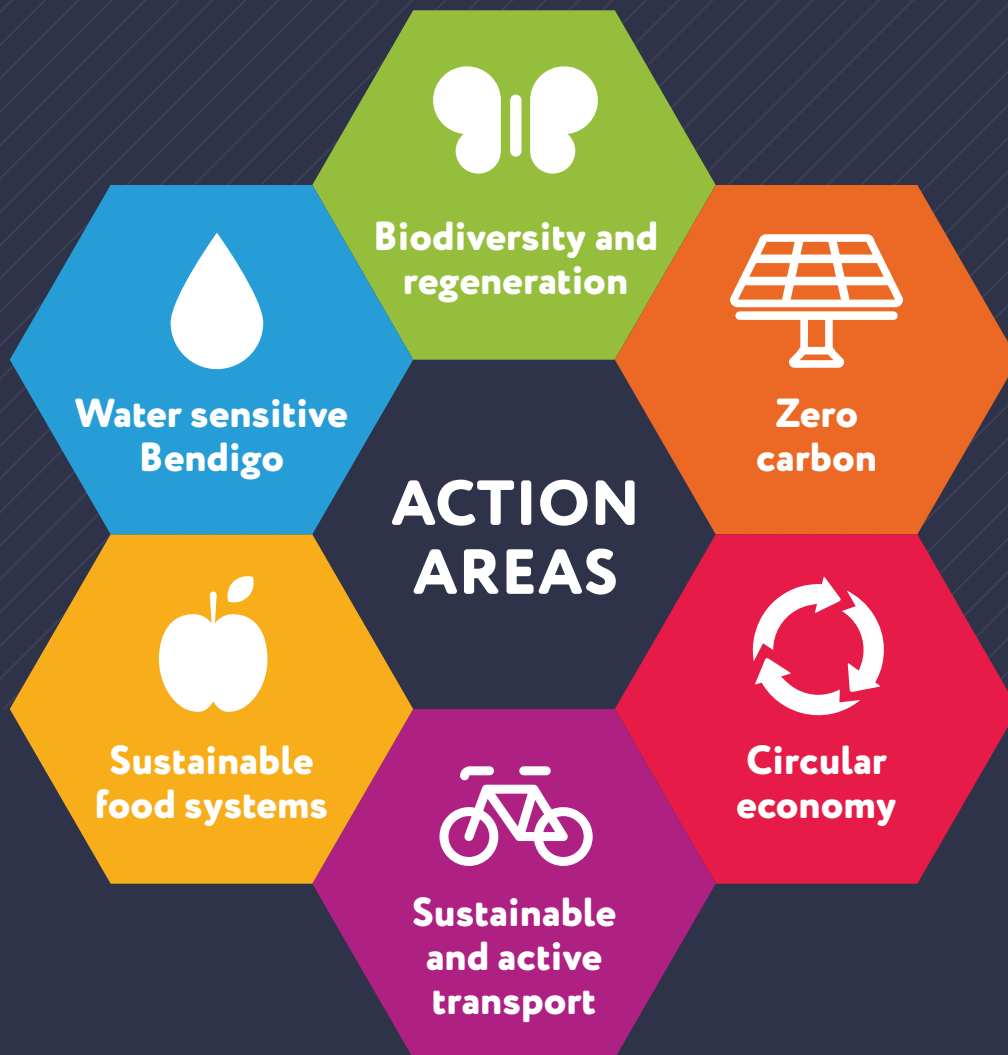 Biodiversity and
regeneration
Zero
carbon
Water sensitive
Bendigo
ACTION
AREAS
Circular
economy
Sustainable
food systems
Sustainable
and active
transport